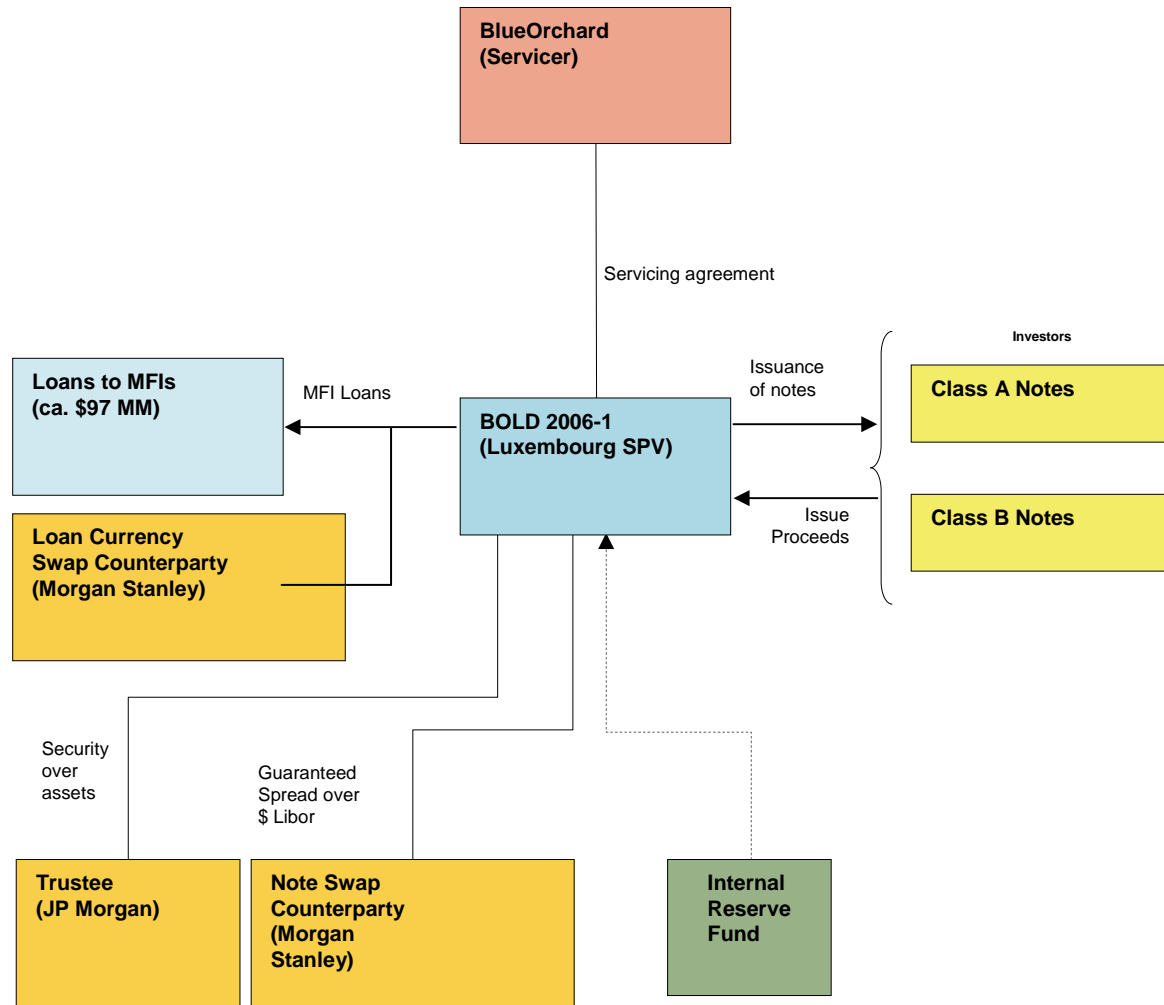 BlueOrchard
(Servicer)
Servicing agreement
Investors
Loans to MFIs
(ca. $97 MM)
MFI Loans
BOLD 2006-1
(Luxembourg SPV)
Issuance
of notes
Class A Notes
Issue
Proceeds
Class B Notes
Loan Currency
Swap Counterparty
(Morgan Stanley)
Security
over
assets
Guaranteed
Spread over
$ Libor
Trustee
(JP Morgan)
Note Swap
Counterparty
(Morgan
Stanley)
Internal
Reserve
Fund